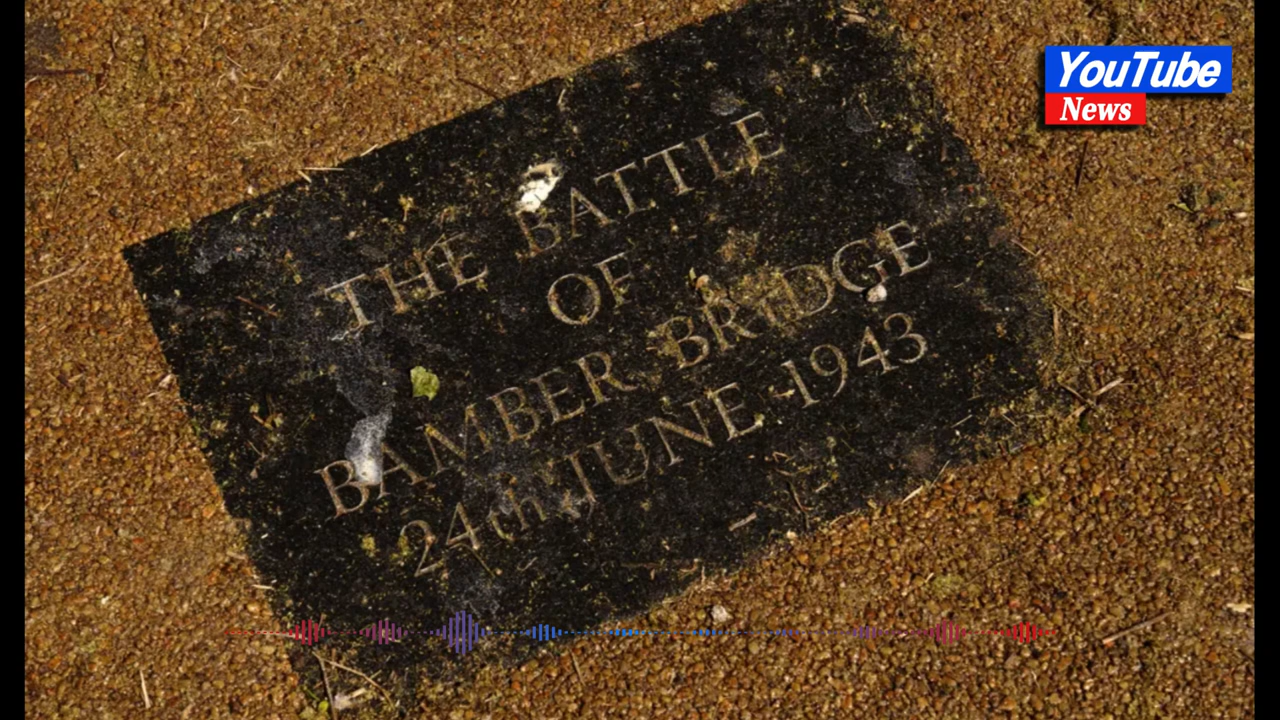 YouTube
News
THE BATTLE
OF
BAMBER BRIDGE
24th JUNE 1943